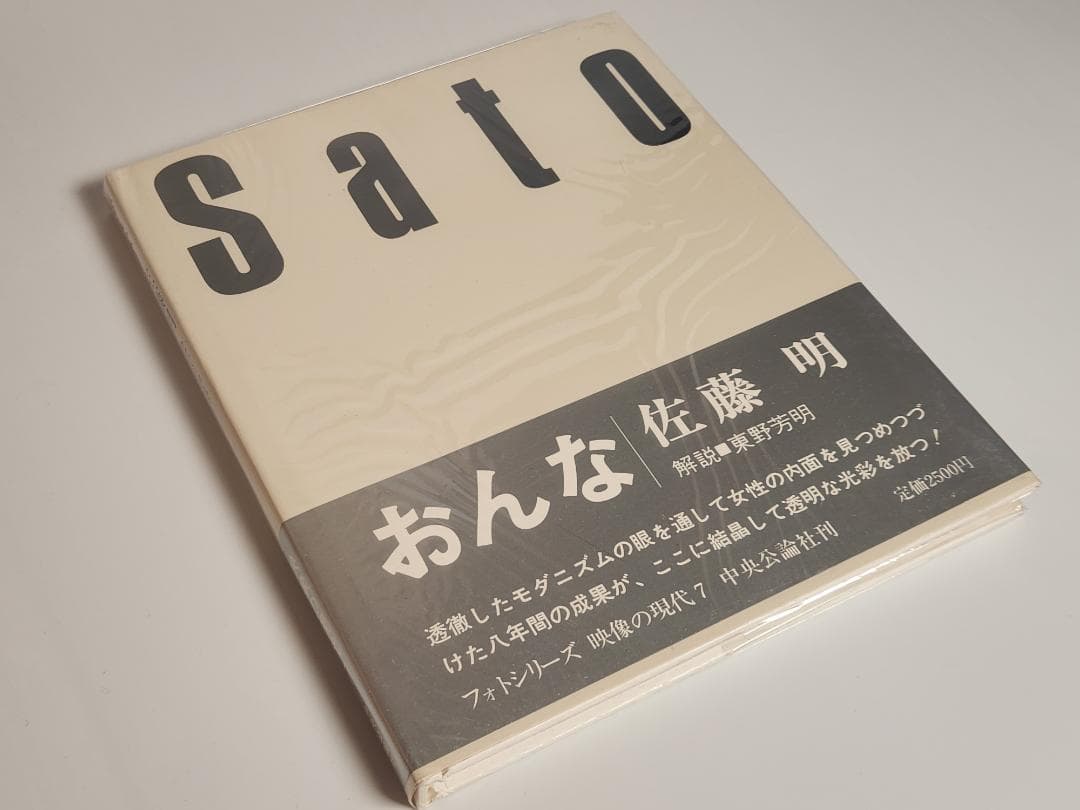 sato
おんな
佐藤 明
解説■東野芳明
透徹したモダニズムの眼を通して女性の内面を見つめつづ
けた八年間の成果が、ここに結晶して透明な光彩を放つ！
フォトシリーズ 映像の現代7 中央公論社刊
定価2500円